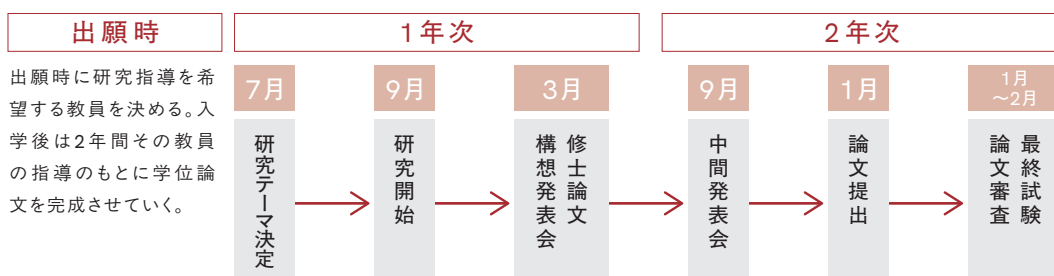 出願時
出願時に研究指導を希
望する教員を決める。入
学後は2年間その教員
の指導のもとに学位論
文を完成させていく。
1年次
7月
研究テーマ決定
9月
研究開始
3月
修士論文
構想発表会
2年次
9月
中間発表会
1月
論文提出
1月
～2月
最終試験
論文審査